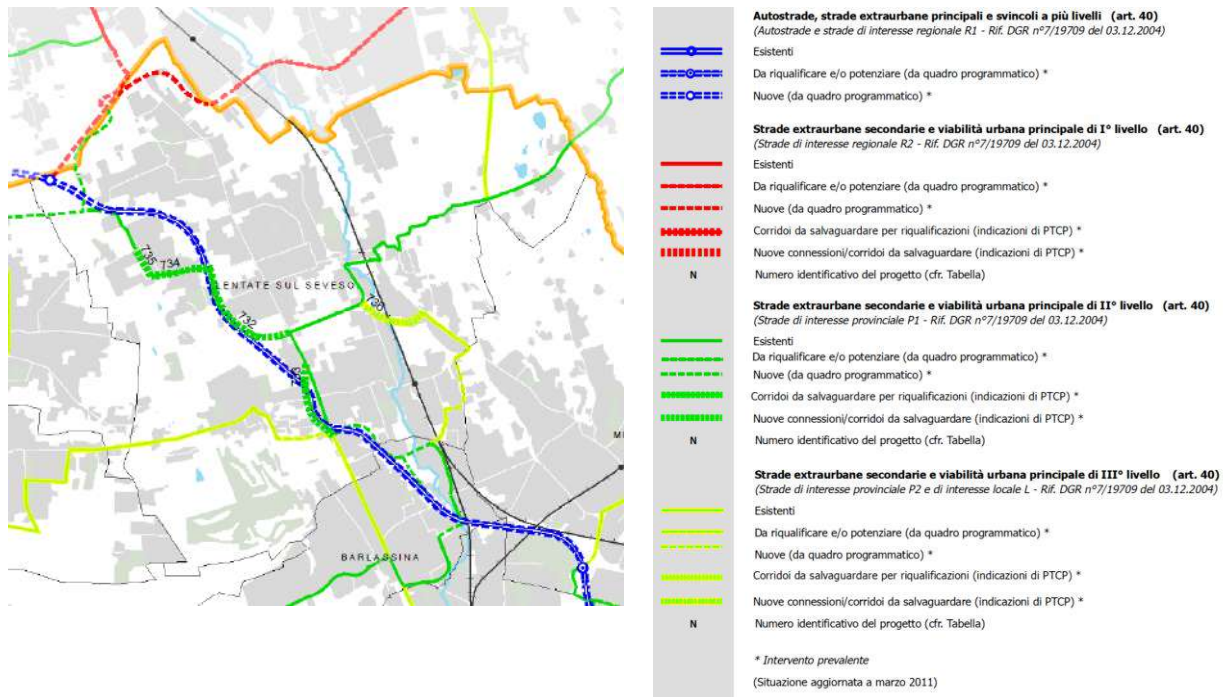 735
734
LENTATE SUL SEVESO
730
732
BARLASSINA
Autostrade, strade extraurbane principali e svincoli a più livelli (art. 40)
(Autostrade e strade di interesse regionale R1 - Rif. DGR n°7/19709 del 03.12.2004)
Esistenti
Da riqualificare e/o potenziare (da quadro programmatico) *
Nuove (da quadro programmatico) *
Strade extraurbane secondarie e viabilità urbana principale di I° livello (art. 40)
(Strade di interesse regionale R2 - Rif. DGR n°7/19709 del 03.12.2004)
Esistenti
Da riqualificare e/o potenziare (da quadro programmatico) *
Nuove (da quadro programmatico) *
Corridoi da salvaguardare per riqualificazioni (indicazioni di PTCP) *
Nuove connessioni/corridoi da salvaguardare (indicazioni di PTCP) *
N Numero identificativo del progetto (cfr. Tabella)
Strade extraurbane secondarie e viabilità urbana principale di II° livello (art. 40)
(Strade di interesse provinciale P1 - Rif. DGR n°7/19709 del 03.12.2004)
Esistenti
Da riqualificare e/o potenziare (da quadro programmatico) *
Nuove (da quadro programmatico) *
Corridoi da salvaguardare per riqualificazioni (indicazioni di PTCP) *
Nuove connessioni/corridoi da salvaguardare (indicazioni di PTCP) *
N Numero identificativo del progetto (cfr. Tabella)
Strade extraurbane secondarie e viabilità urbana principale di III° livello (art. 40)
(Strade di interesse provinciale P2 e di interesse locale L - Rif. DGR n°7/19709 del 03.12.2004)
Esistenti
Da riqualificare e/o potenziare (da quadro programmatico) *
Nuove (da quadro programmatico) *
Corridoi da salvaguardare per riqualificazioni (indicazioni di PTCP) *
Nuove connessioni/corridoi da salvaguardare (indicazioni di PTCP) *
N Numero identificativo del progetto (cfr. Tabella)
* Intervento prevalente
(Situazione aggiornata a marzo 2011)